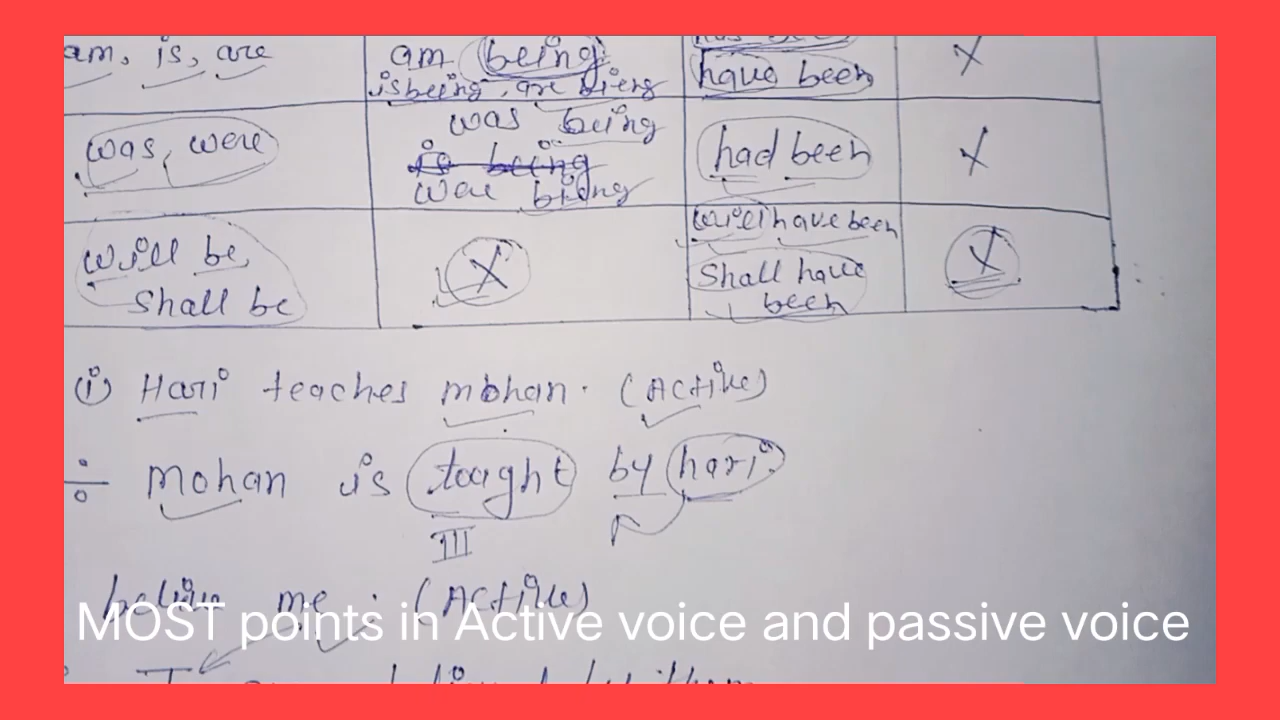 am, is, are
am being
is being, are bieng
have been
X
was, were
was being
is being
were bieng
had been
X
will be,
Shall be
X
will have been
Shall have
been
X
(i) Hari teaches mohan. (Active)
÷ Mohan is taught by hari.
III
me. (Active)
MOST points in Active voice and passive voice